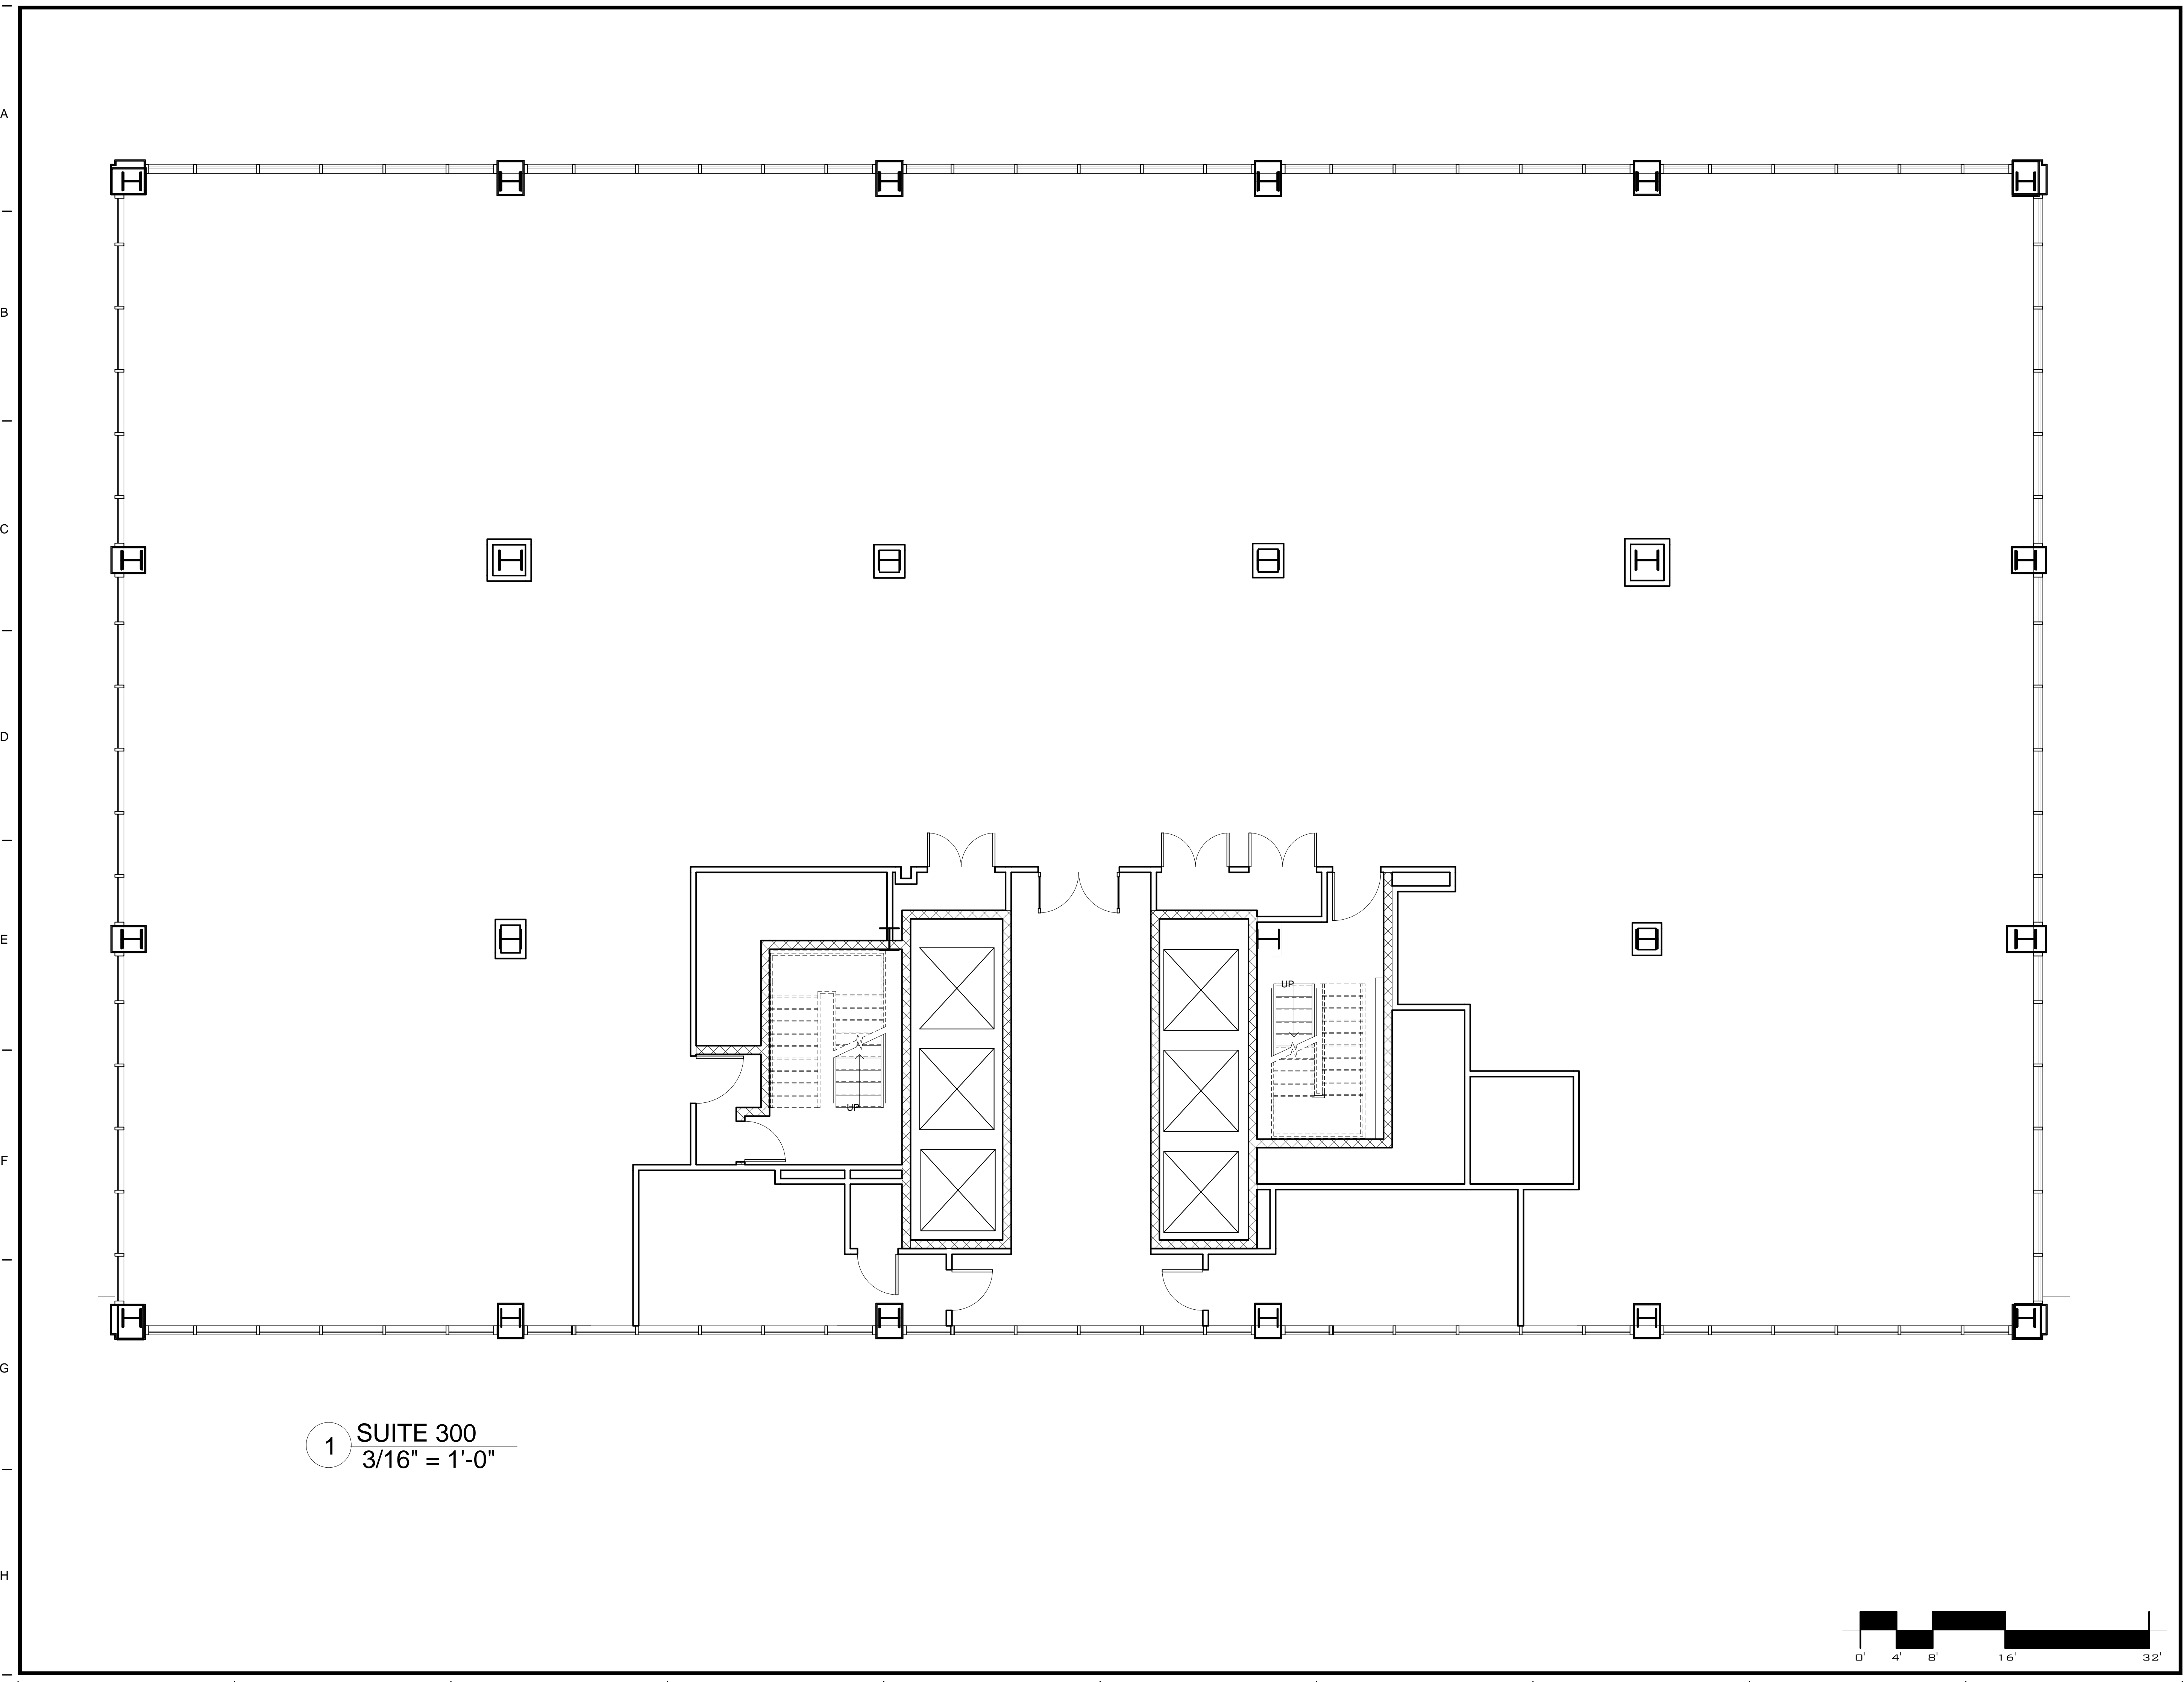 A
B
C
D
E
UP
UP
F
G
1
SUITE 300
3/16" = 1'-0"
H
0' 4' 8' 16' 32'